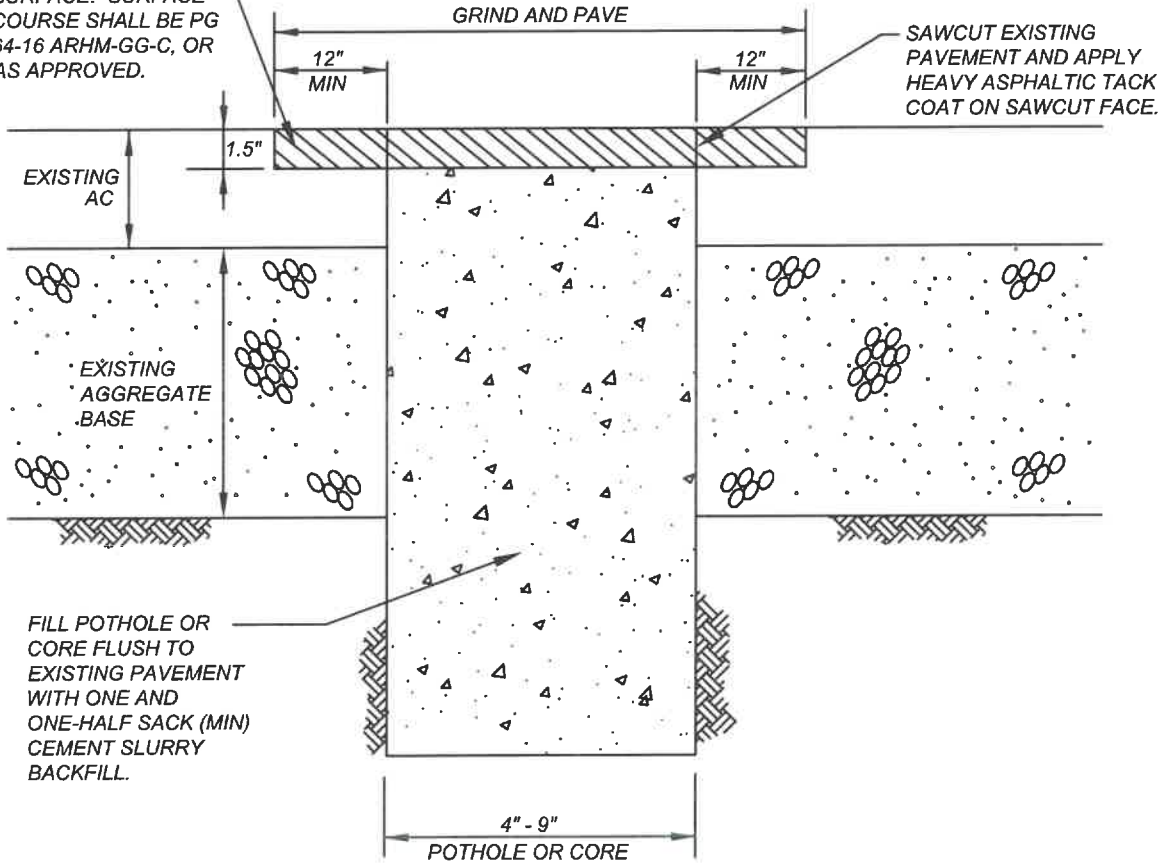 COURSE SHALL BE PG
64-16 ARHM-GG-C, OR
AS APPROVED.
GRIND AND PAVE
12"
MIN
12"
MIN
SAWCUT EXISTING
PAVEMENT AND APPLY
HEAVY ASPHALTIC TACK
COAT ON SAWCUT FACE.
1.5"
EXISTING
AC
EXISTING
AGGREGATE
BASE
FILL POTHOLE OR
CORE FLUSH TO
EXISTING PAVEMENT
WITH ONE AND
ONE-HALF SACK (MIN)
CEMENT SLURRY
BACKFILL.
4" - 9"
POTHOLE OR CORE